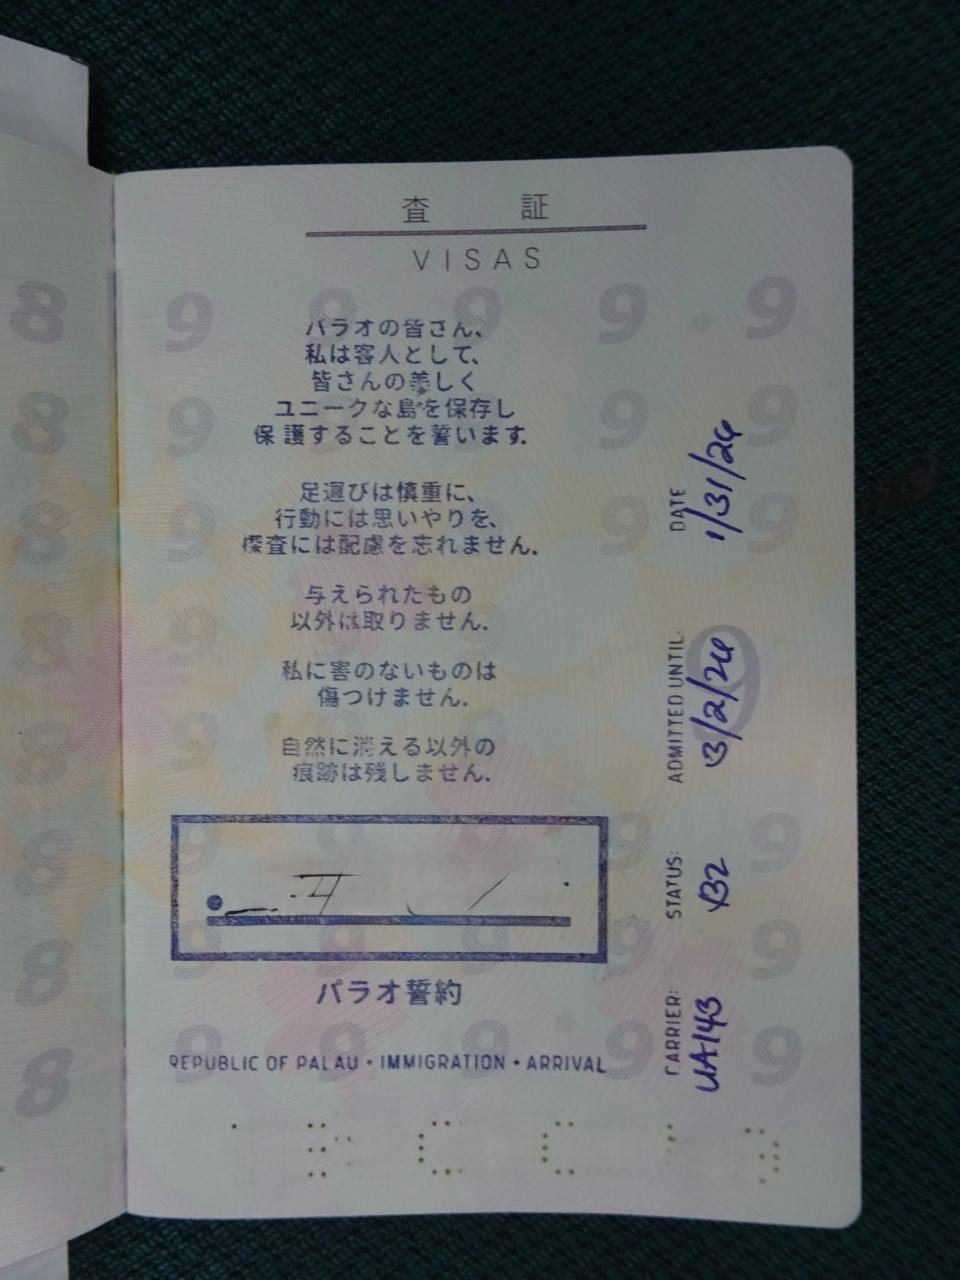 査 証
VISAS
パラオの皆さん、
私は客人として、
皆さんの美しく
ユニークな島を保存し
保護することを誓います.
足運びは慎重に、
行動には思いやりを、
探査には配慮を忘れません.
与えられたもの
以外は取りません.
私に害のないものは
傷つけません.
自然に消える以外の
痕跡は残しません.
パラオ誓約
REPUBLIC OF PALAU • IMMIGRATION • ARRIVAL
DATE
1/31/24
ADMITTED UNTIL:
3/2/24
STATUS:
CARRIER:
UA143
8
9